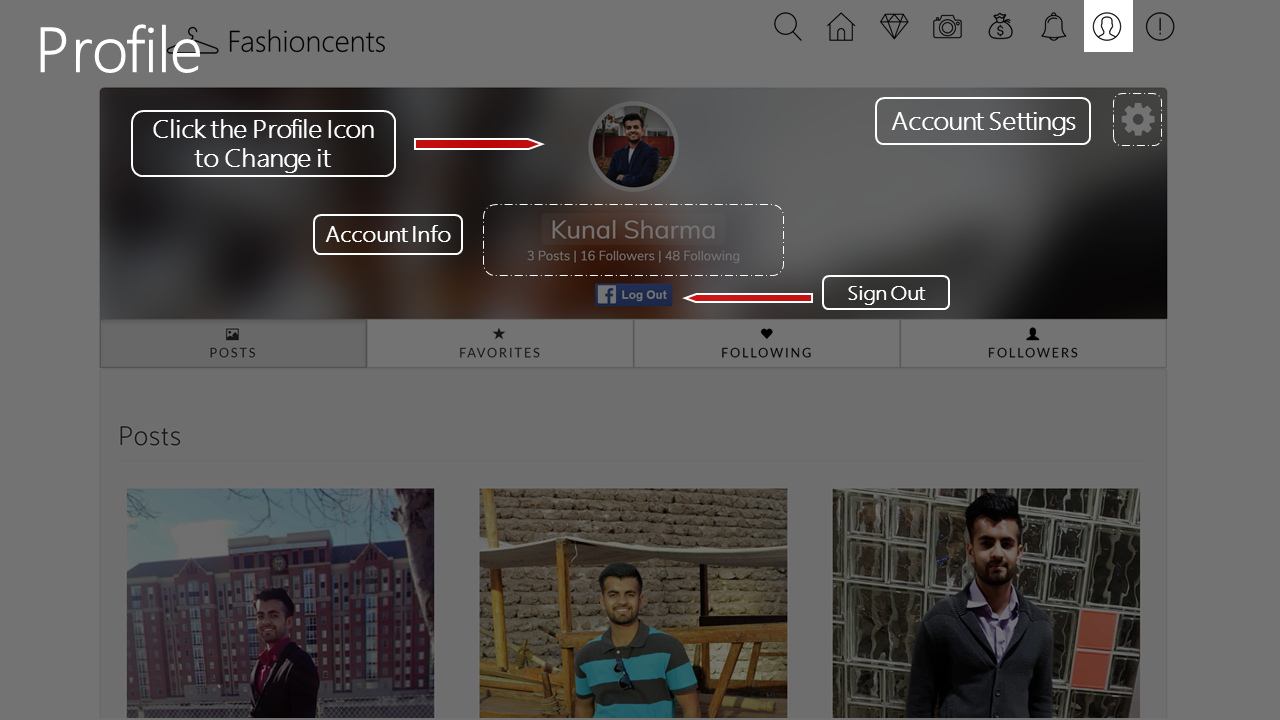 Profile
Fashioncents
Click the Profile Icon
to Change it
Account Settings
Account Info
Kunal Sharma
3 Posts | 16 Followers | 48 Following
Log Out
Sign Out
POSTS
FAVORITES
FOLLOWING
FOLLOWERS
Posts